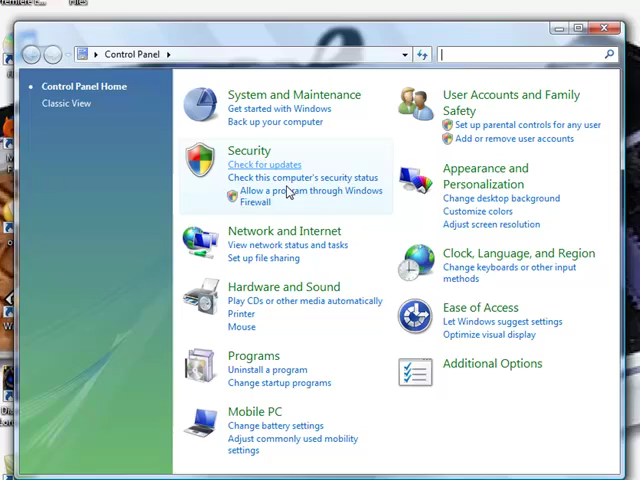 Files
Control Panel
Control Panel Home
Classic View
System and Maintenance
Get started with Windows
Back up your computer
Security
Check for updates
Check this computer's security status
Allow a program through Windows
Firewall
Network and Internet
View network status and tasks
Set up file sharing
Hardware and Sound
Play CDs or other media automatically
Printer
Mouse
Programs
Uninstall a program
Change startup programs
Mobile PC
Change battery settings
Adjust commonly used mobility
settings
User Accounts and Family
Safety
Set up parental controls for any user
Add or remove user accounts
Appearance and
Personalization
Change desktop background
Customize colors
Adjust screen resolution
Clock, Language, and Region
Change keyboards or other input
methods
Ease of Access
Let Windows suggest settings
Optimize visual display
Additional Options